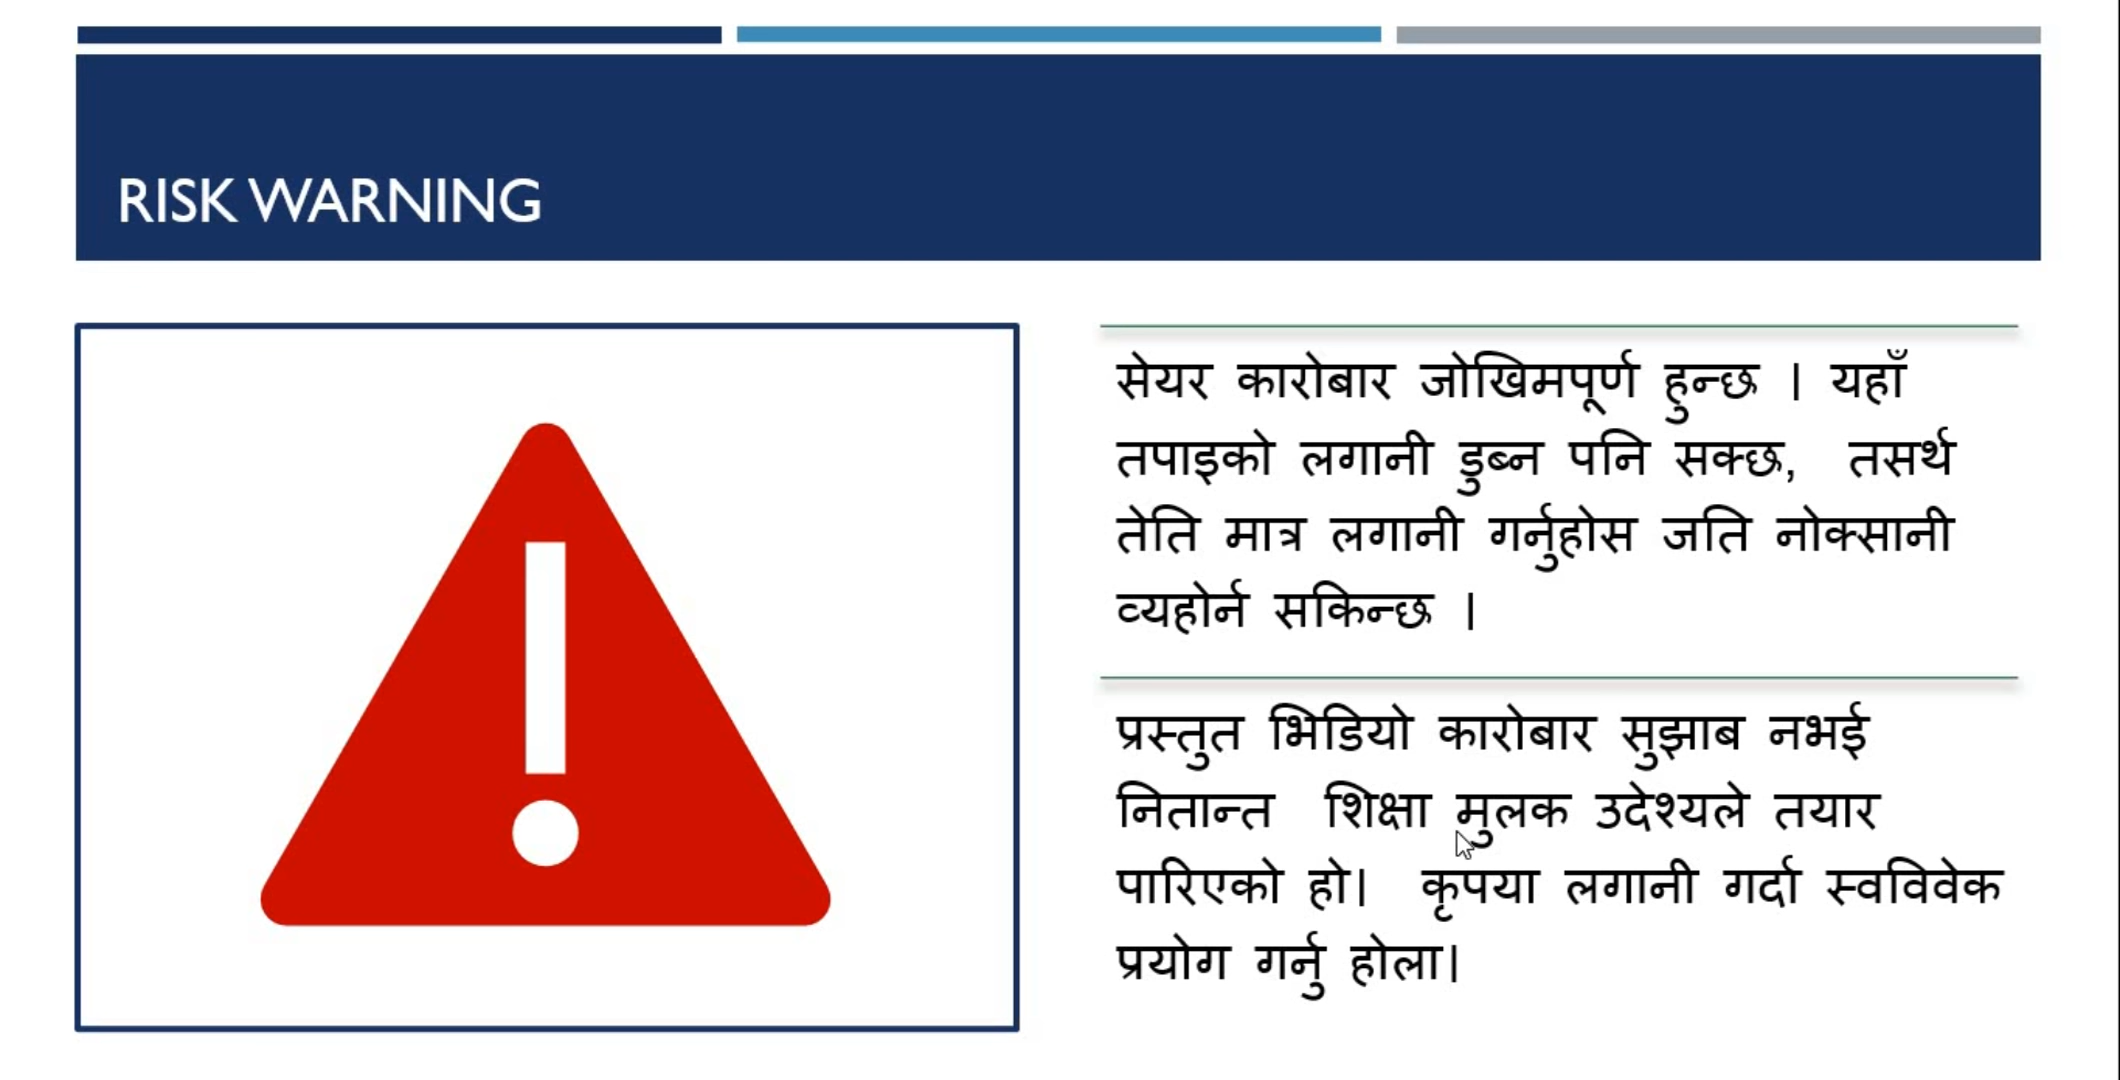 RISK WARNING
सेयर कारोबार जोखिमपूर्ण हुन्छ । यहाँ
तपाइको लगानी डुब्न पनि सक्छ, तसर्थ
तेति मात्र लगानी गर्नुहोस जति नोक्सानी
व्यहोर्न सकिन्छ ।
प्रस्तुत भिडियो कारोबार सुझाब नभई
नितान्त शिक्षा मुलक उदेश्यले तयार
पारिएको हो। कृपया लगानी गर्दा स्वविवेक
प्रयोग गर्नु होला।